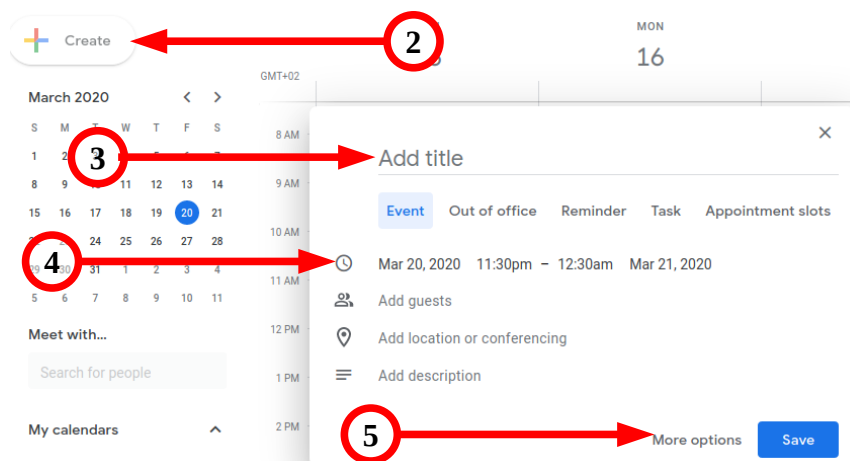 Create
2
MON
16
GMT+02
March 2020
S M T W T F S
1 2 3 5 7
8 9 10 11 12 13 14
15 16 17 18 19 20 21
24 25 26 27 28
29 30 31 1 2 3 4
5 6 7 8 9 10 11
3
4
Meet with...
Search for people
My calendars
8 AM
9 AM
10 AM
11 AM
12 PM
1 PM
2 PM
Add title
Event Out of office Reminder Task Appointment slots
Mar 20, 2020 11:30pm – 12:30am Mar 21, 2020
Add guests
Add location or conferencing
Add description
5
More options Save